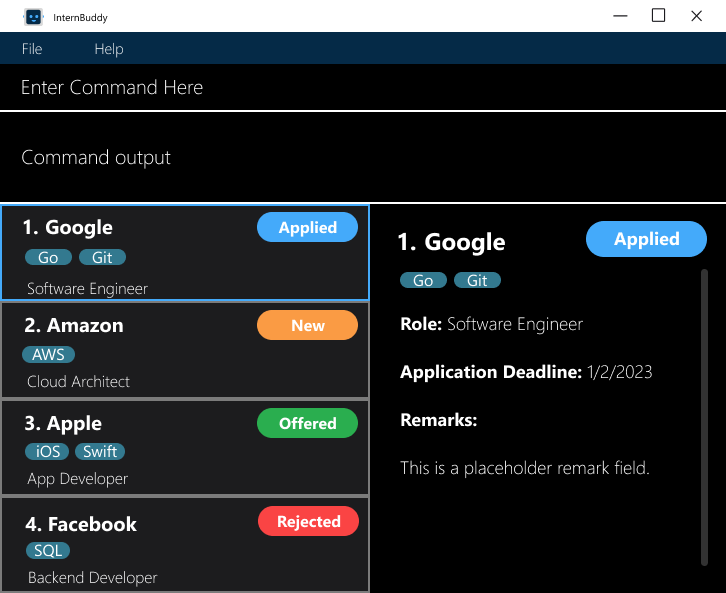 InternBuddy
File Help
Enter Command Here
Command output
1. Google Applied
Go Git
Software Engineer
2. Amazon New
AWS
Cloud Architect
3. Apple Offered
iOS Swift
App Developer
4. Facebook Rejected
SQL
Backend Developer
1. Google Applied
Go Git
Role: Software Engineer
Application Deadline: 1/2/2023
Remarks:
This is a placeholder remark field.